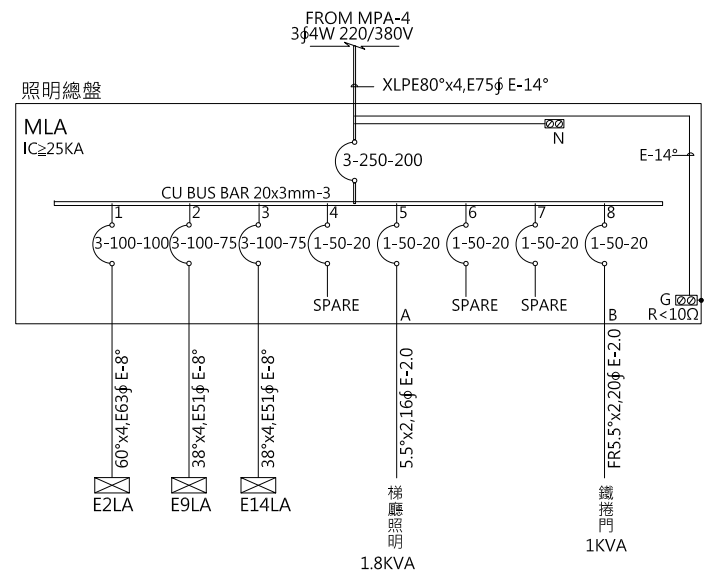 FROM MPA-4
3∮4W 220/380V
XLPE80°x4,E75∮ E-14°
照明總盤
MLA
IC≧25KA
N
E-14°
3-250-200
CU BUS BAR 20x3mm-3
1 2 3 4 5 6 7 8
3-100-100 3-100-75 3-100-75 1-50-20 1-50-20 1-50-20 1-50-20 1-50-20
SPARE SPARE SPARE
G
R<10Ω
A B
60°x4,E63∮ E-8°
38°x4,E51∮ E-8°
38°x4,E51∮ E-8°
5.5°x2,16∮ E-2.0
FR5.5°x2,20∮ E-2.0
E2LA E9LA E14LA
梯廳照明
1.8KVA
鐵捲門
1KVA